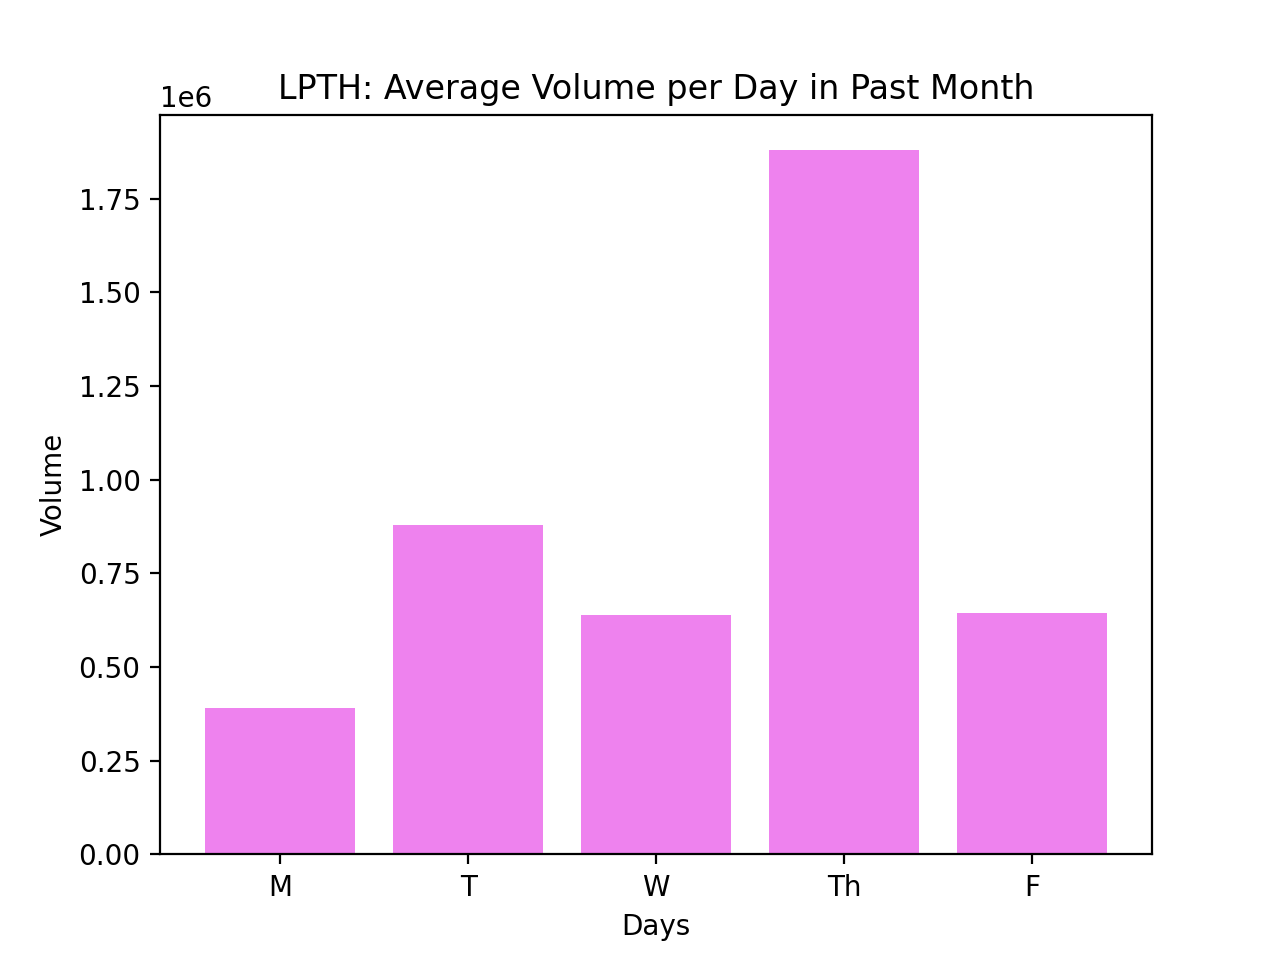 LPTH: Average Volume per Day in Past Month
1e6
1.75
1.50
1.25
1.00
0.75
0.50
0.25
0.00
Volume
M T W Th F
Days